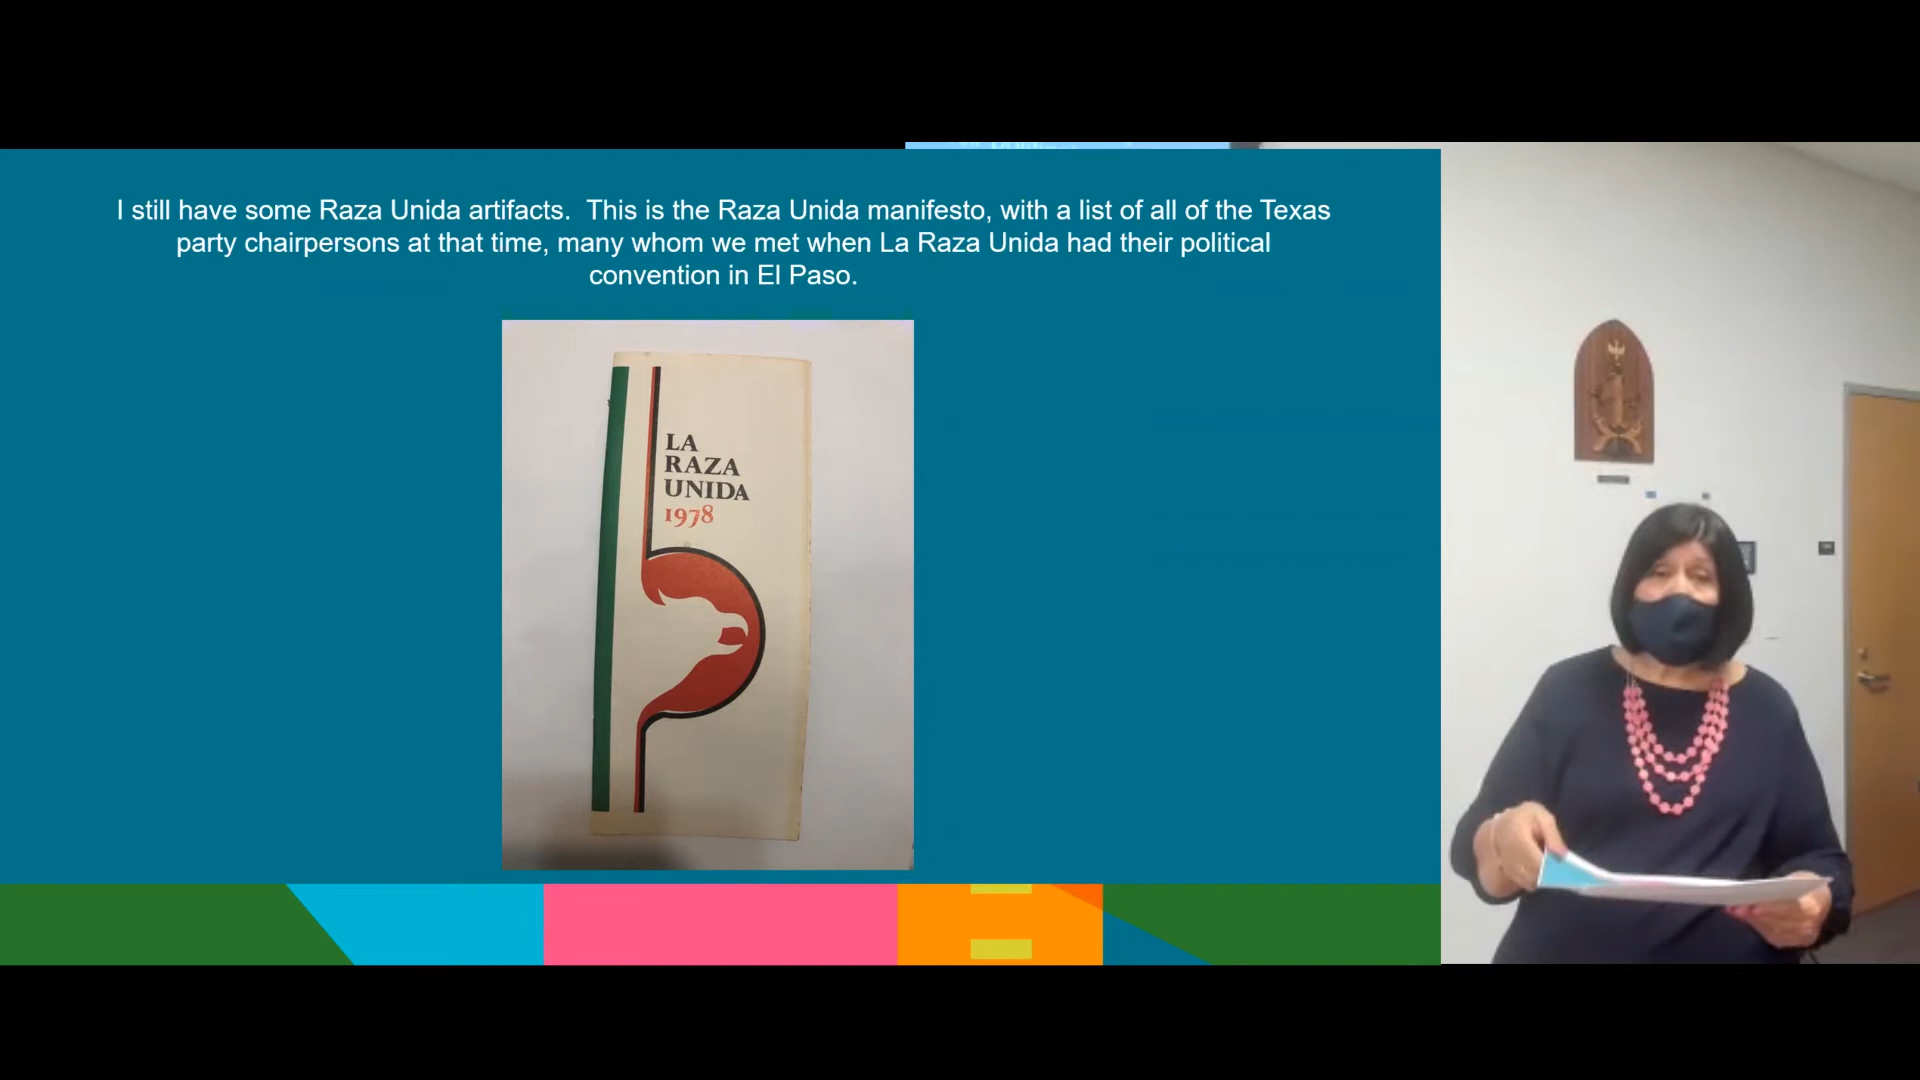 I still have some Raza Unida artifacts.  This is the Raza Unida manifesto, with a list of all of the Texas
party chairpersons at that time, many whom we met when La Raza Unida had their political
convention in El Paso.
LA
RAZA
UNIDA
1978